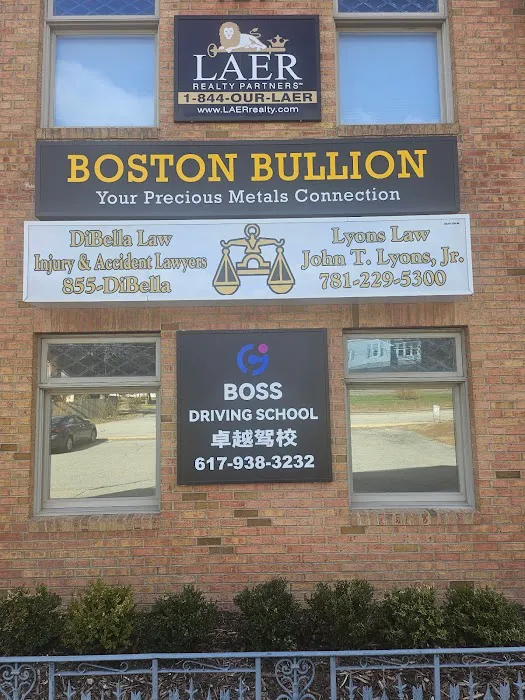 LAER
REALTY PARTNERS
1-844-OUR-LAER
www.LAERrealty.com
BOSTON BULLION
Your Precious Metals Connection
DiBella Law
Injury & Accident Lawyers
855-DiBella
Lyons Law
John T. Lyons, Jr.
781-229-5300
BOSS
DRIVING SCHOOL
卓越驾校
617-938-3232